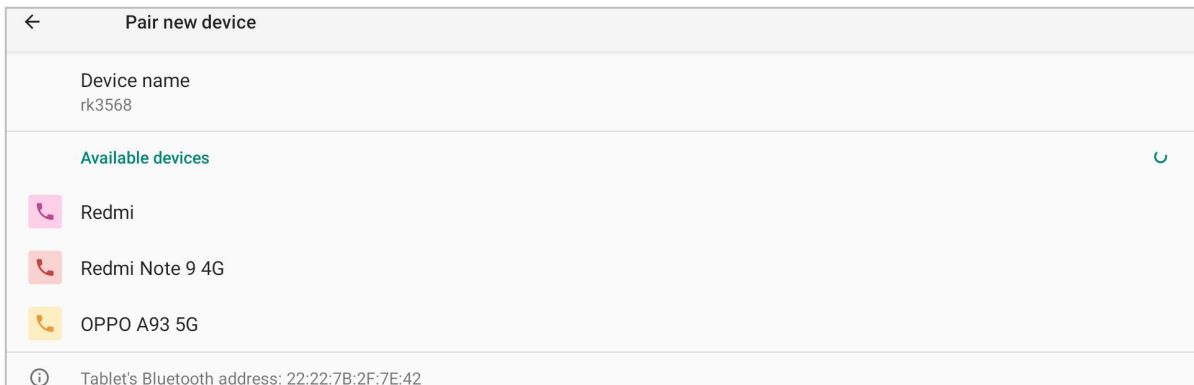 Pair new device
Device name
rk3568
Available devices
Redmi
Redmi Note 9 4G
OPPO A93 5G
Tablet's Bluetooth address: 22:22:7B:2F:7E:42